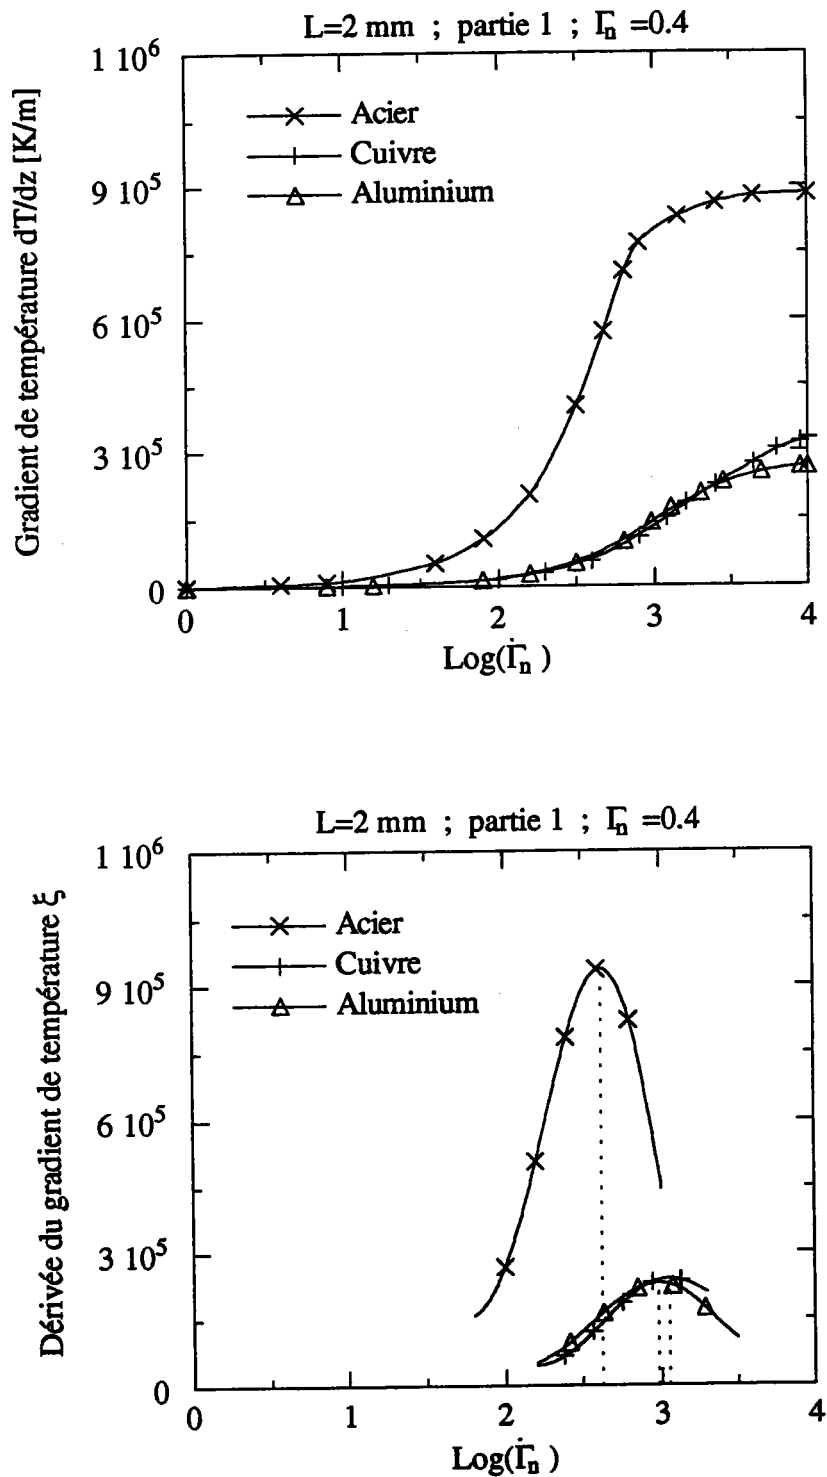 L=2 mm ; partie 1 ; Γn =0.4
1 10⁶
9 10⁵
6 10⁵
3 10⁵
0
Gradient de température dT/dz [K/m]
Acier
Cuivre
Aluminium
0 1 2 3 4
Log(Γ̇n )
L=2 mm ; partie 1 ; Γn =0.4
1 10⁶
9 10⁵
6 10⁵
3 10⁵
0
Dérivée du gradient de température ξ
Acier
Cuivre
Aluminium
0 1 2 3 4
Log(Γ̇n )